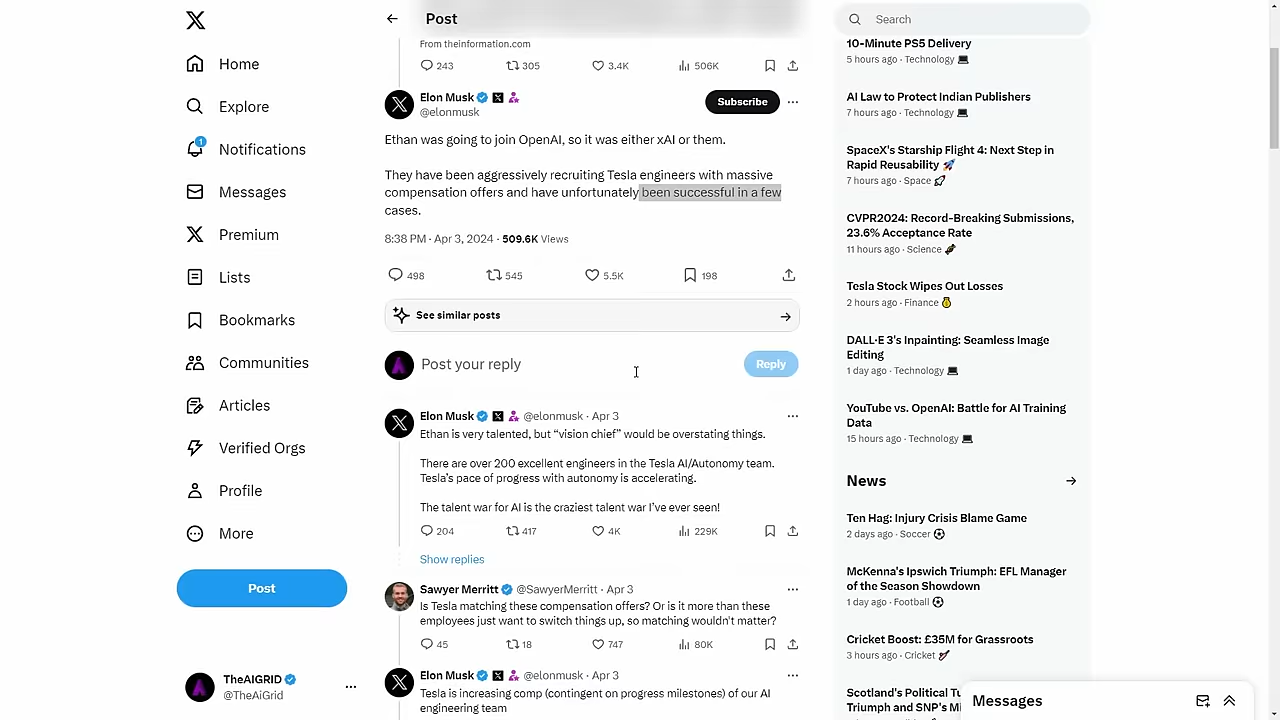 Home
Explore
1
Notifications
Messages
Premium
Lists
Bookmarks
Communities
Articles
Verified Orgs
Profile
More
Post
TheAIGRID
@TheAiGrid
Post
From theinformation.com
243 305 3.4K 506K
Elon Musk
@elonmusk
Subscribe
Ethan was going to join OpenAI, so it was either xAI or them.
They have been aggressively recruiting Tesla engineers with massive
compensation offers and have unfortunately been successful in a few
cases.
8:38 PM · Apr 3, 2024 · 509.6K Views
498 545 5.5K 198
See similar posts
Post your reply
Reply
Elon Musk @elonmusk · Apr 3
Ethan is very talented, but “vision chief” would be overstating things.
There are over 200 excellent engineers in the Tesla AI/Autonomy team.
Tesla’s pace of progress with autonomy is accelerating.
The talent war for AI is the craziest talent war I’ve ever seen!
204 417 4K 229K
Show replies
Sawyer Merritt @SawyerMerritt · Apr 3
Is Tesla matching these compensation offers? Or is it more than these
employees just want to switch things up, so matching wouldn't matter?
45 18 747 80K
Elon Musk @elonmusk · Apr 3
Tesla is increasing comp (contingent on progress milestones) of our AI
engineering team
Search
10-Minute PS5 Delivery
5 hours ago · Technology
AI Law to Protect Indian Publishers
7 hours ago · Technology
SpaceX's Starship Flight 4: Next Step in
Rapid Reusability
7 hours ago · Space
CVPR2024: Record-Breaking Submissions,
23.6% Acceptance Rate
11 hours ago · Science
Tesla Stock Wipes Out Losses
2 hours ago · Finance
DALL·E 3's Inpainting: Seamless Image
Editing
1 day ago · Technology
YouTube vs. OpenAI: Battle for AI Training
Data
15 hours ago · Technology
News
Ten Hag: Injury Crisis Blame Game
2 days ago · Soccer
McKenna's Ipswich Triumph: EFL Manager
of the Season Showdown
1 day ago · Football
Cricket Boost: £35M for Grassroots
3 hours ago · Cricket
Scotland's Political
Triumph and SNP's
Messages